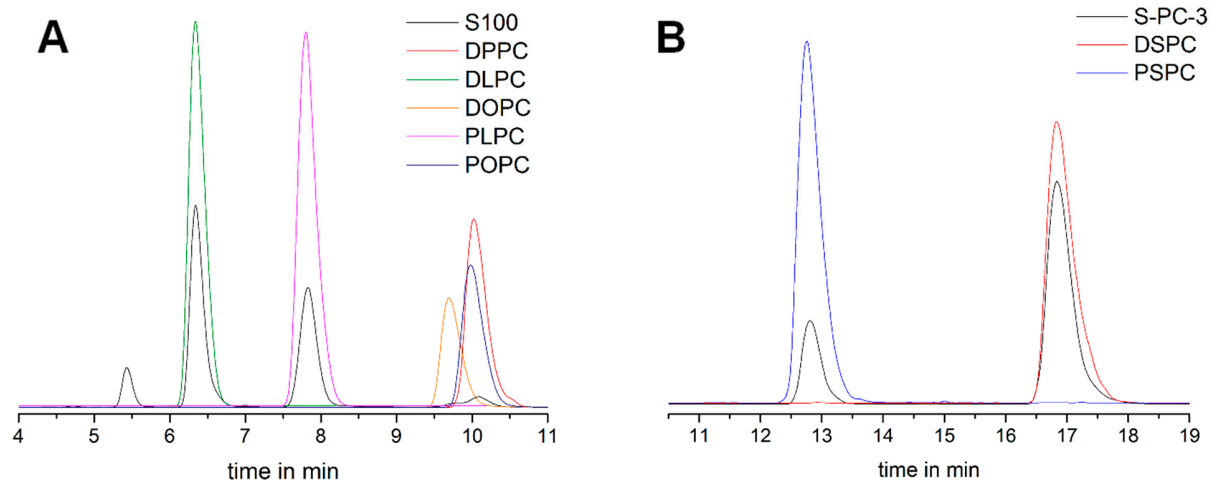 A
S100
DPPC
DLPC
DOPC
PLPC
POPC
4 5 6 7 8 9 10 11
time in min
B
S-PC-3
DSPC
PSPC
11 12 13 14 15 16 17 18 19
time in min